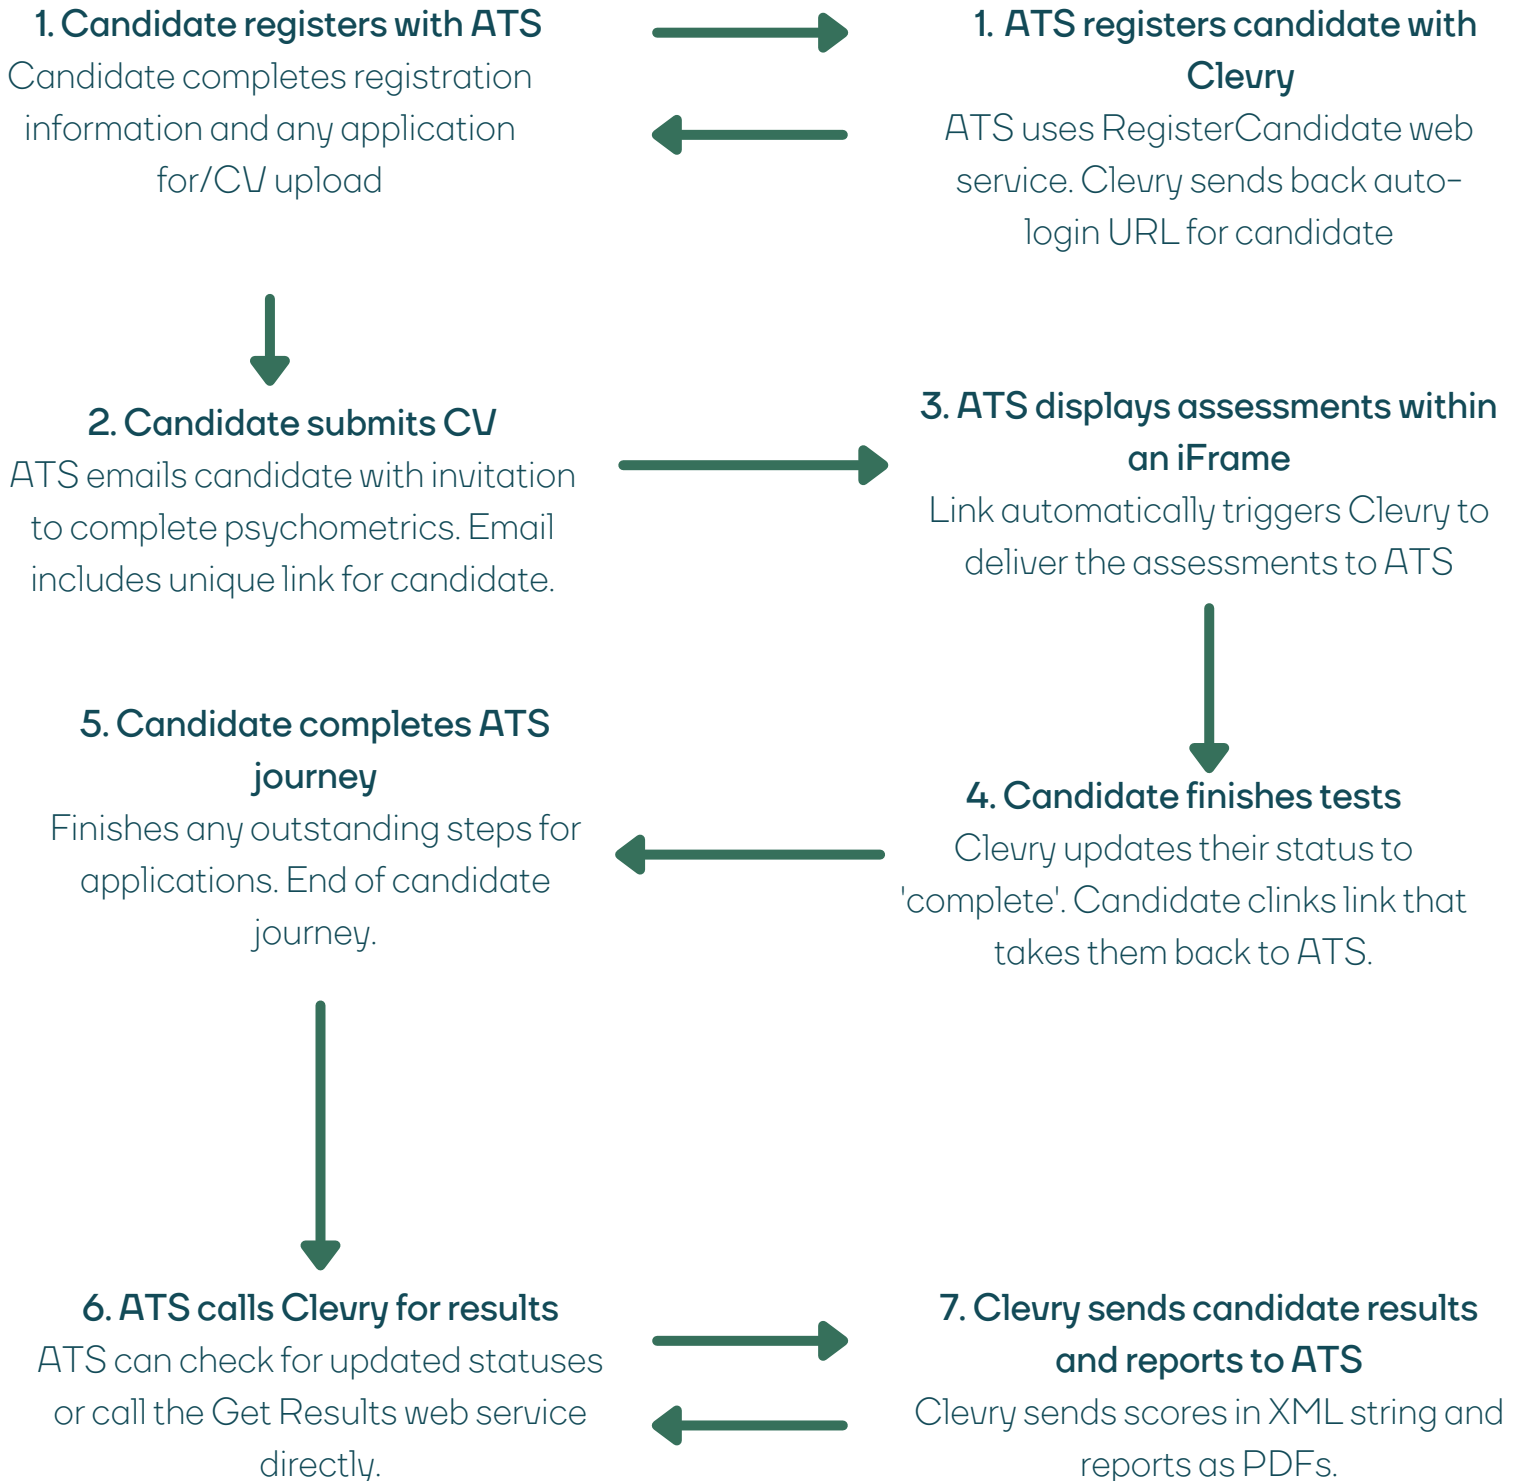 1. Candidate registers with ATS
Candidate completes registration
information and any application
for/CV upload
1. ATS registers candidate with
Clevry
ATS uses RegisterCandidate web
service. Clevry sends back auto-
login URL for candidate
2. Candidate submits CV
ATS emails candidate with invitation
to complete psychometrics. Email
includes unique link for candidate.
3. ATS displays assessments within
an iFrame
Link automatically triggers Clevry to
deliver the assessments to ATS
4. Candidate finishes tests
Clevry updates their status to
'complete'. Candidate clinks link that
takes them back to ATS.
5. Candidate completes ATS
journey
Finishes any outstanding steps for
applications. End of candidate
journey.
6. ATS calls Clevry for results
ATS can check for updated statuses
or call the Get Results web service
directly.
7. Clevry sends candidate results
and reports to ATS
Clevry sends scores in XML string and
reports as PDFs.